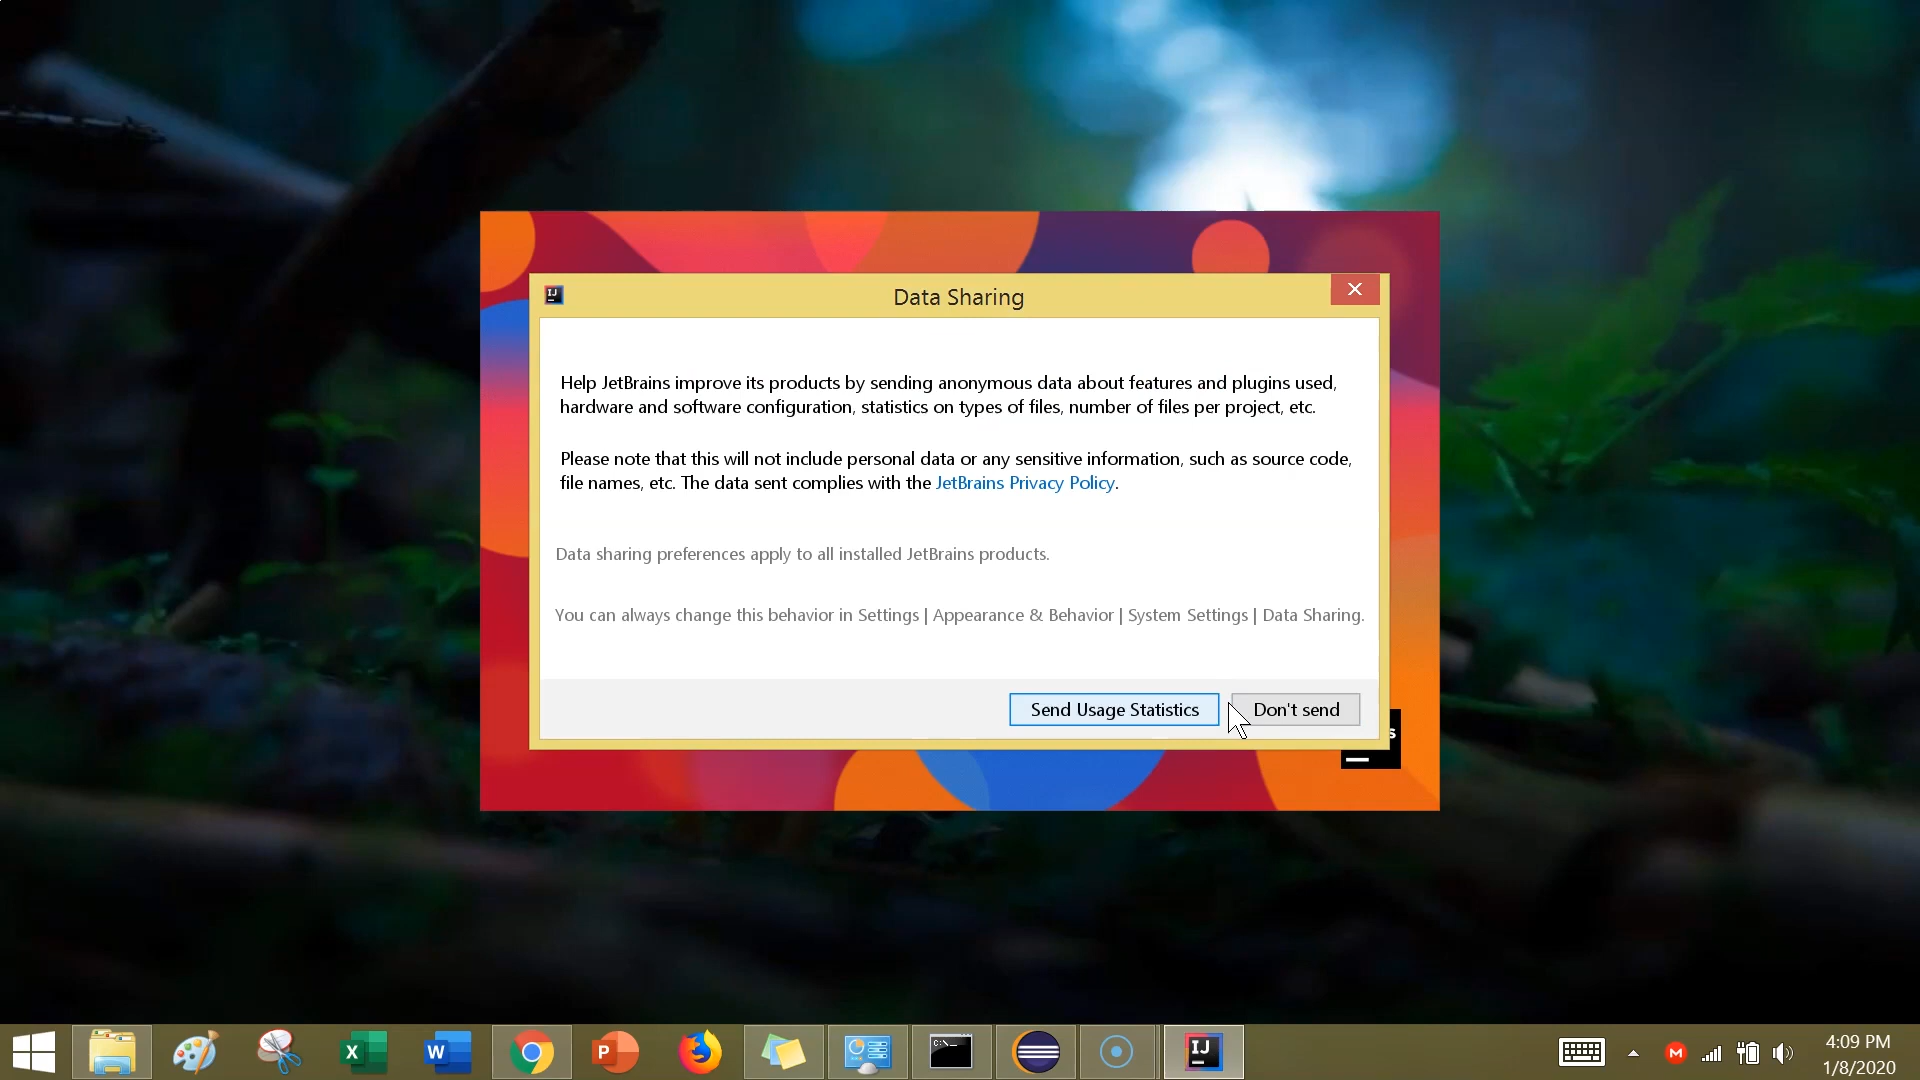 IJ
Data Sharing
Help JetBrains improve its products by sending anonymous data about features and plugins used,
hardware and software configuration, statistics on types of files, number of files per project, etc.
Please note that this will not include personal data or any sensitive information, such as source code,
file names, etc. The data sent complies with the JetBrains Privacy Policy.
Data sharing preferences apply to all installed JetBrains products.
You can always change this behavior in Settings | Appearance & Behavior | System Settings | Data Sharing.
Send Usage Statistics
Don't send
s
X
W
P
C:\
IJ
M
4:09 PM
1/8/2020